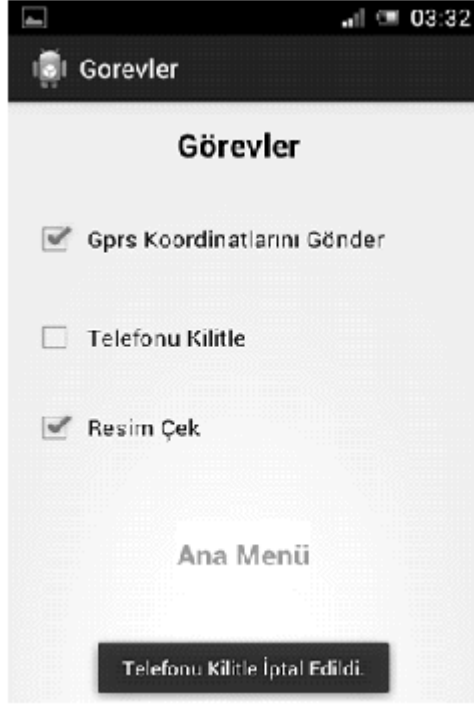 03:32
Gorevler
Görevler
Gprs Koordinatlarını Gönder
Telefonu Kilitle
Resim Çek
Ana Menü
Telefonu Kilitle İptal Edildi.